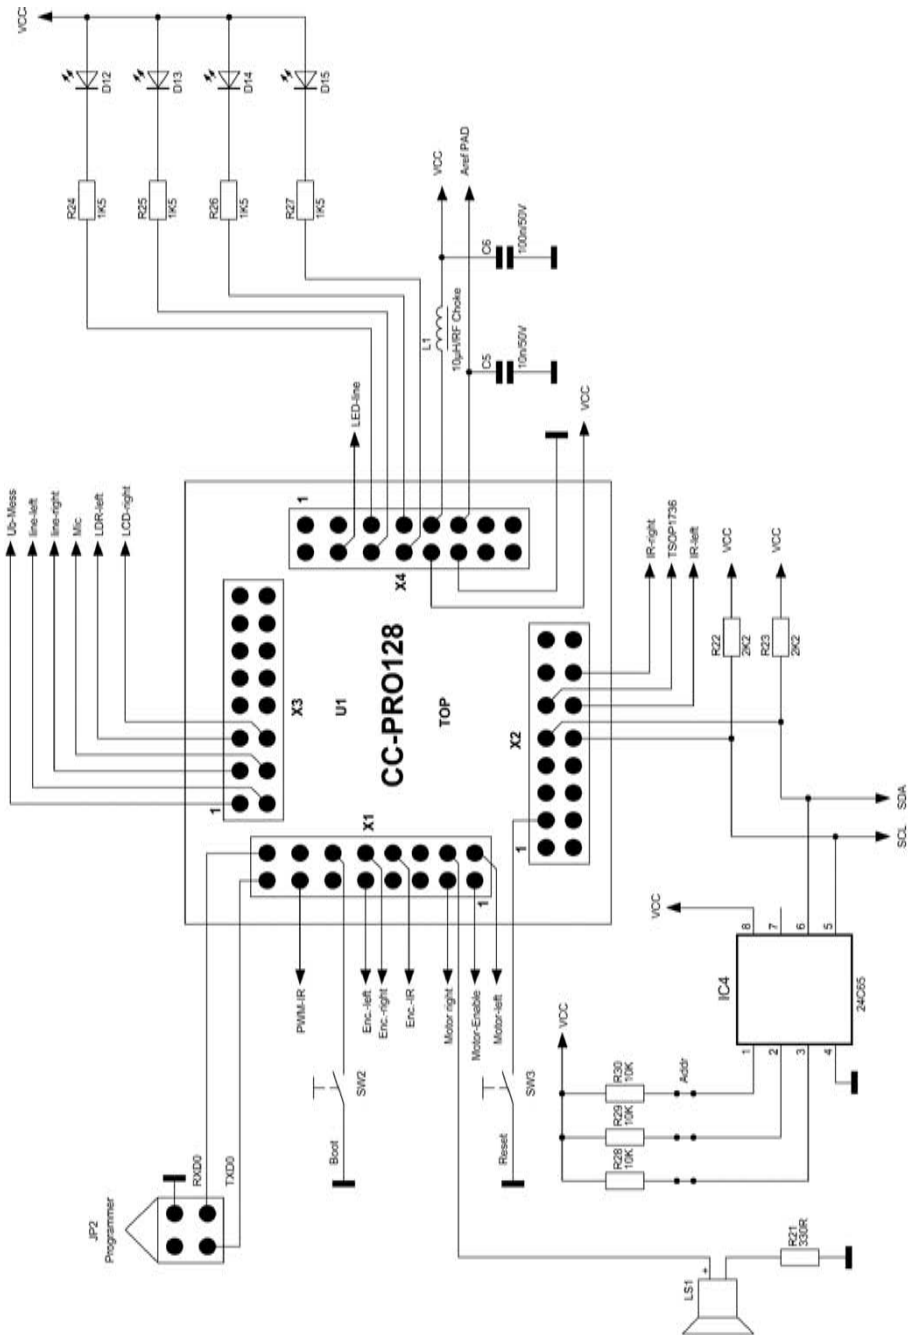 VCC
D12
D13
D14
D15
R24
1K5
R25
1K5
R26
1K5
R27
1K5
VCC
Aref PAD
C6
100n/50V
L1
10µH/RF Choke
C5
10n/50V
LED-line
VCC
Ub-Mess
line-left
line-right
Mic
LDR-left
LCD-right
1
X4
X3
1
U1
CC-PRO128
TOP
X1
1
X2
1
IR-right
TSOP1736
IR-left
VCC
VCC
R22
2K2
R23
2K2
SDA
SCL
PWM-IR
Enc.-left
Enc.-right
Enc.-IR
Motor right
Motor-Enable
Motor-left
SW2
Boot
SW3
Reset
RXD0
TXD0
JP2
Programmer
VCC
8
7
6
5
IC4
24C65
1
2
3
4
VCC
R30
10K
R29
10K
R28
10K
Addr
LS1
+
R21
330R